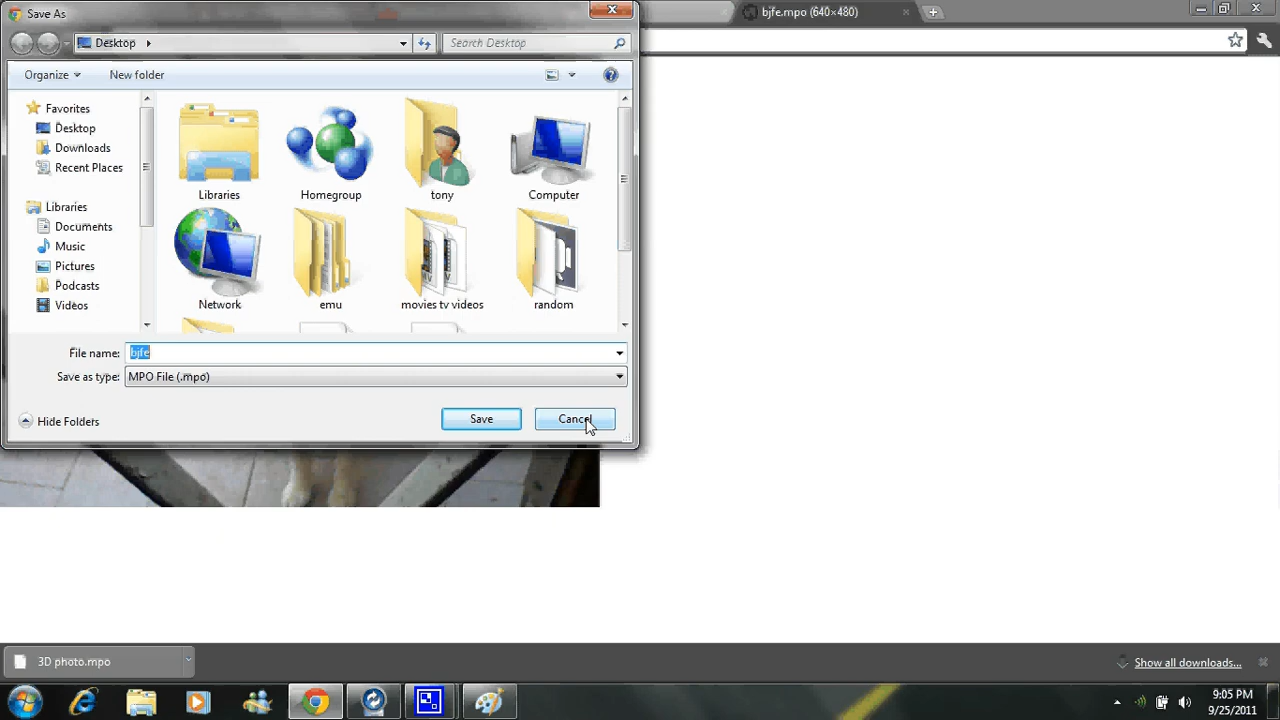 Save As
bjfe.mpo (640×480)
Desktop
Search Desktop
Organize
New folder
Favorites
Desktop
Downloads
Recent Places
Libraries
Documents
Music
Pictures
Podcasts
Videos
Libraries
Homegroup
tony
Computer
Network
emu
movies tv videos
random
File name: bjfe
Save as type: MPO File (.mpo)
Hide Folders
Save
Cancel
3D photo.mpo
Show all downloads...
9:05 PM
9/25/2011